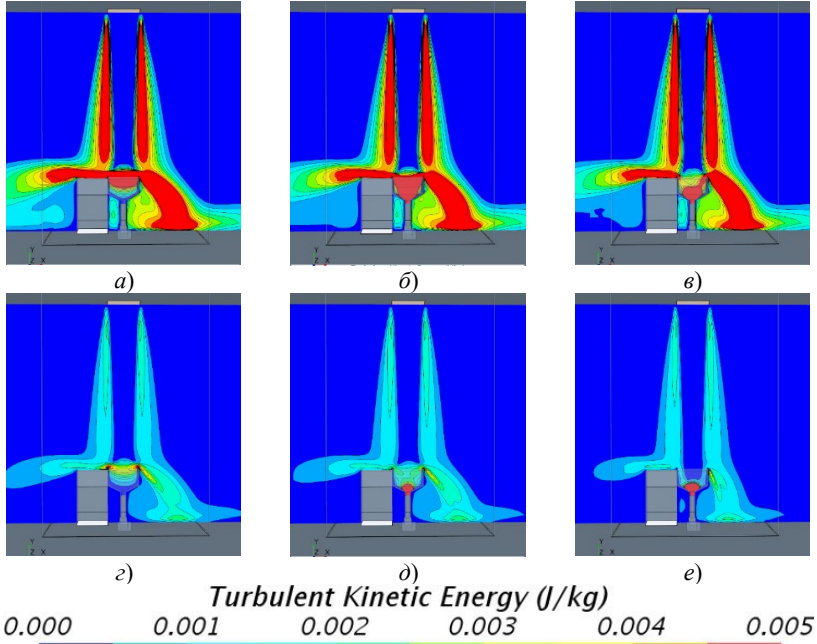 а) б) в)
г) д) е)
Turbulent Kinetic Energy (J/kg)
0.000 0.001 0.002 0.003 0.004 0.005